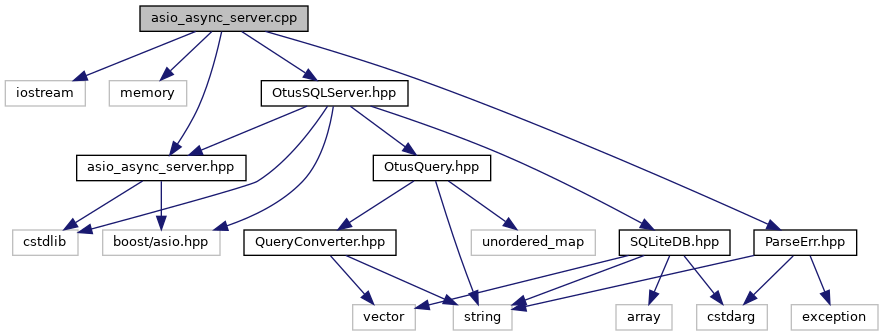 asio_async_server.cpp
iostream
memory
OtusSQLServer.hpp
asio_async_server.hpp
OtusQuery.hpp
cstdlib
boost/asio.hpp
QueryConverter.hpp
unordered_map
SQLiteDB.hpp
ParseErr.hpp
vector
string
array
cstdarg
exception